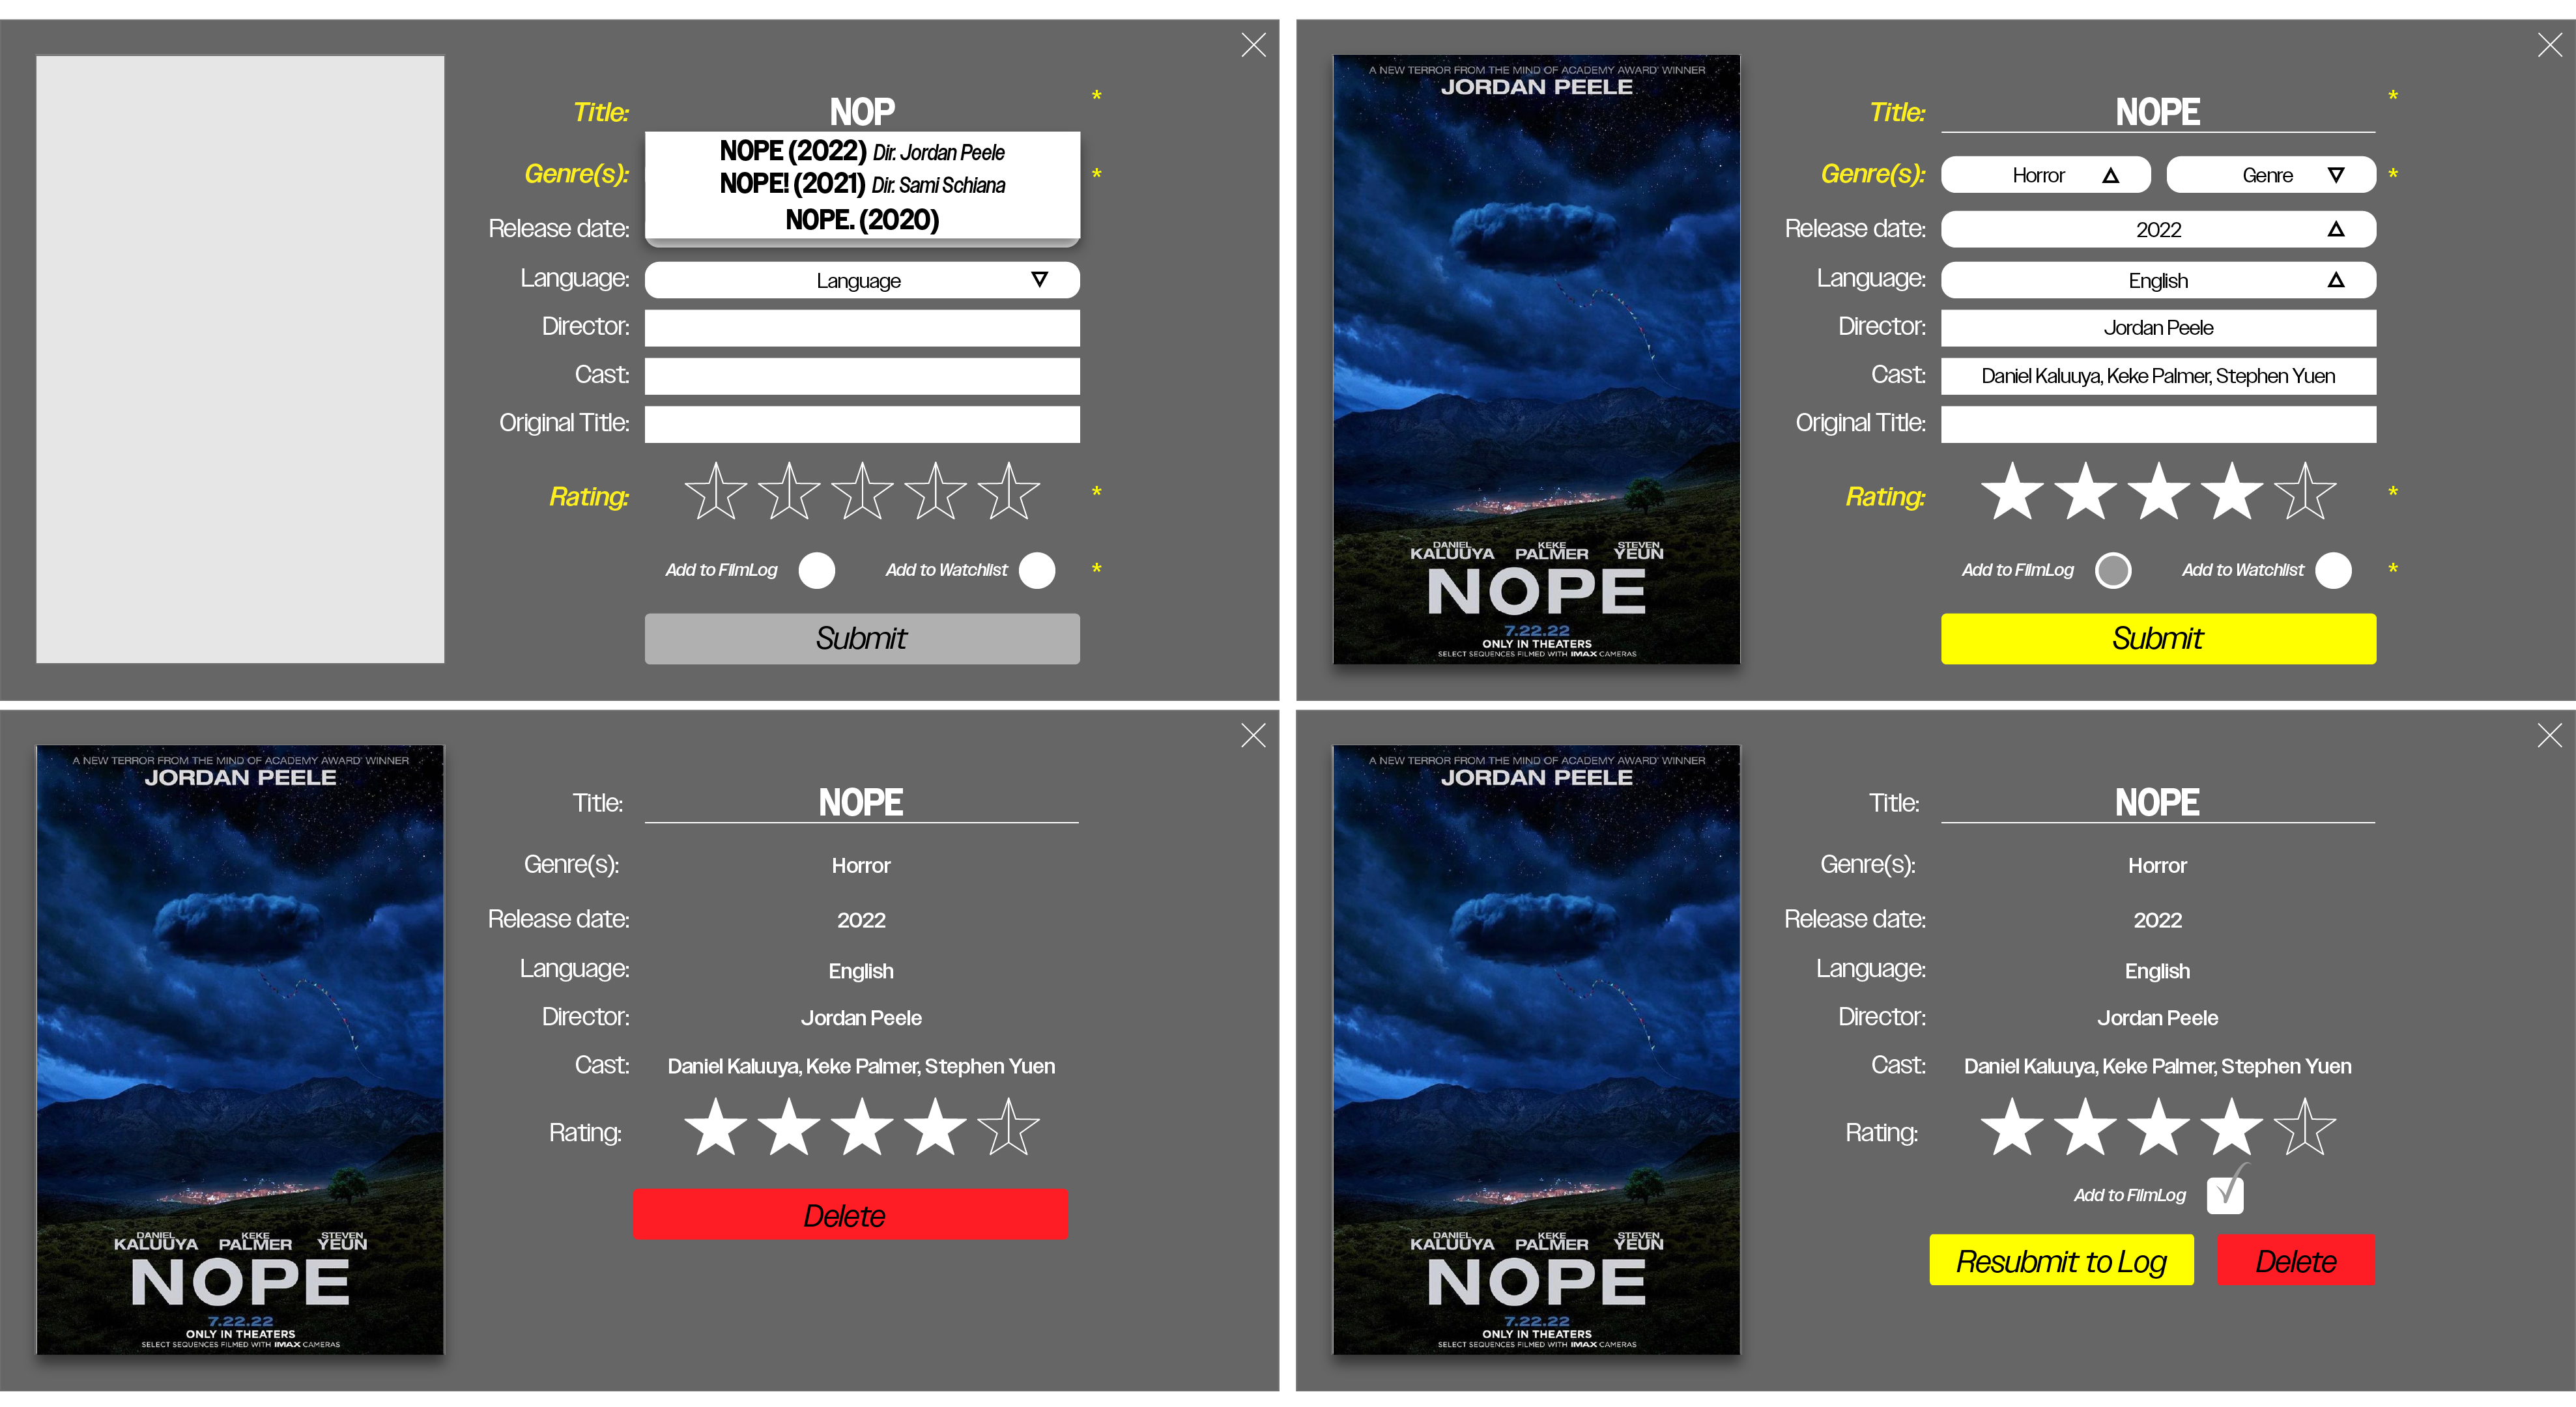 Title: NOP *
NOPE (2022) Dir. Jordan Peele
Genre(s): *
NOPE! (2021) Dir. Sami Schiana
NOPE. (2020)
Release date:
Language: Language
Director:
Cast:
Original Title:
Rating: *
Add to FilmLog Add to Watchlist *
Submit
A NEW TERROR FROM THE MIND OF ACADEMY AWARD® WINNER
JORDAN PEELE
DANIEL KALUUYA KEKE PALMER STEVEN YEUN
NOPE
7.22.22
ONLY IN THEATERS
SELECT SEQUENCES FILMED WITH IMAX CAMERAS
Title: NOPE *
Genre(s): Horror Genre *
Release date: 2022
Language: English
Director: Jordan Peele
Cast: Daniel Kaluuya, Keke Palmer, Stephen Yuen
Original Title:
Rating: *
Add to FilmLog Add to Watchlist *
Submit
A NEW TERROR FROM THE MIND OF ACADEMY AWARD® WINNER
JORDAN PEELE
DANIEL KALUUYA KEKE PALMER STEVEN YEUN
NOPE
7.22.22
ONLY IN THEATERS
SELECT SEQUENCES FILMED WITH IMAX CAMERAS
Title: NOPE
Genre(s): Horror
Release date: 2022
Language: English
Director: Jordan Peele
Cast: Daniel Kaluuya, Keke Palmer, Stephen Yuen
Rating:
Delete
A NEW TERROR FROM THE MIND OF ACADEMY AWARD® WINNER
JORDAN PEELE
DANIEL KALUUYA KEKE PALMER STEVEN YEUN
NOPE
7.22.22
ONLY IN THEATERS
SELECT SEQUENCES FILMED WITH IMAX CAMERAS
Title: NOPE
Genre(s): Horror
Release date: 2022
Language: English
Director: Jordan Peele
Cast: Daniel Kaluuya, Keke Palmer, Stephen Yuen
Rating:
Add to FilmLog
Resubmit to Log Delete